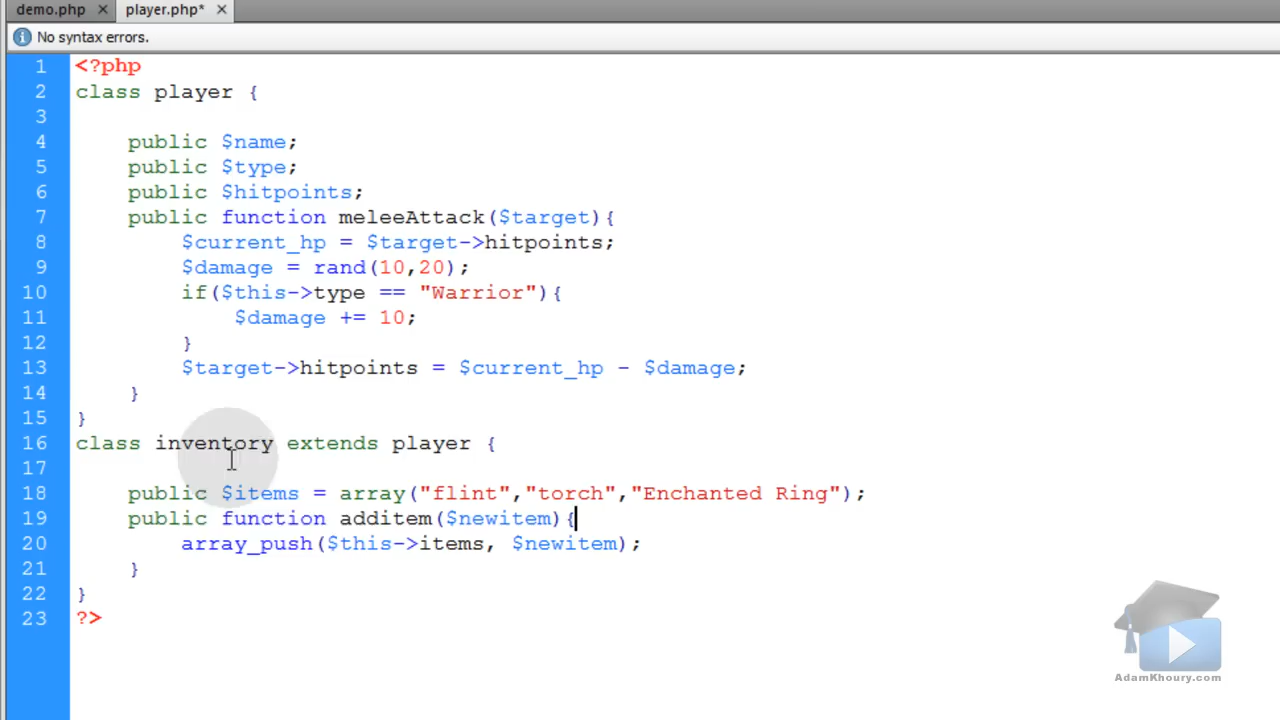 demo.php × player.php* ×
No syntax errors.
1 <?php
2 class player {
3
4 public $name;
5 public $type;
6 public $hitpoints;
7 public function meleeAttack($target){
8 $current_hp = $target->hitpoints;
9 $damage = rand(10,20);
10 if($this->type == "Warrior"){
11 $damage += 10;
12 }
13 $target->hitpoints = $current_hp - $damage;
14 }
15 }
16 class inventory extends player {
17
18 public $items = array("flint","torch","Enchanted Ring");
19 public function additem($newitem){
20 array_push($this->items, $newitem);
21 }
22 }
23 ?>
AdamKhoury.com